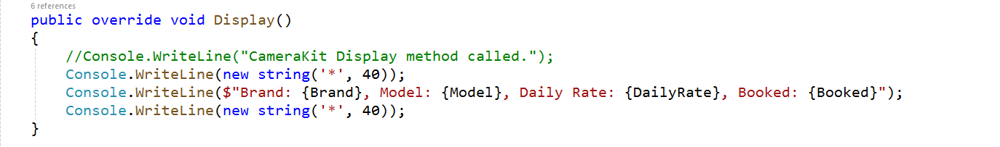 6 references
public override void Display()
{
    //Console.WriteLine("CameraKit Display method called.");
    Console.WriteLine(new string('*', 40));
    Console.WriteLine($"Brand: {Brand}, Model: {Model}, Daily Rate: {DailyRate}, Booked: {Booked}");
    Console.WriteLine(new string('*', 40));
}